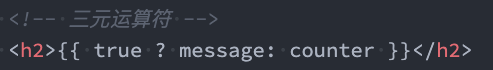 <!-- 三元运算符 -->
<h2>{{ true ? message: counter }}</h2>